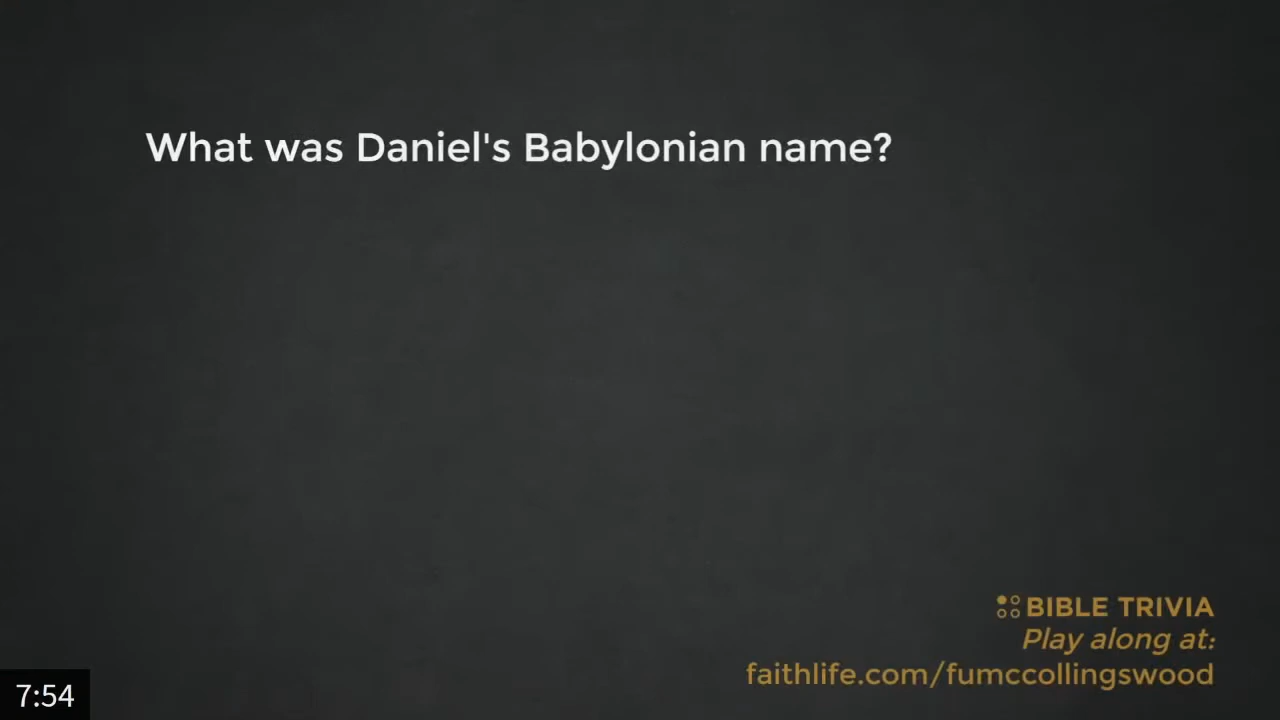 What was Daniel's Babylonian name?
BIBLE TRIVIA
Play along at:
faithlife.com/fumccollingswood
7:54